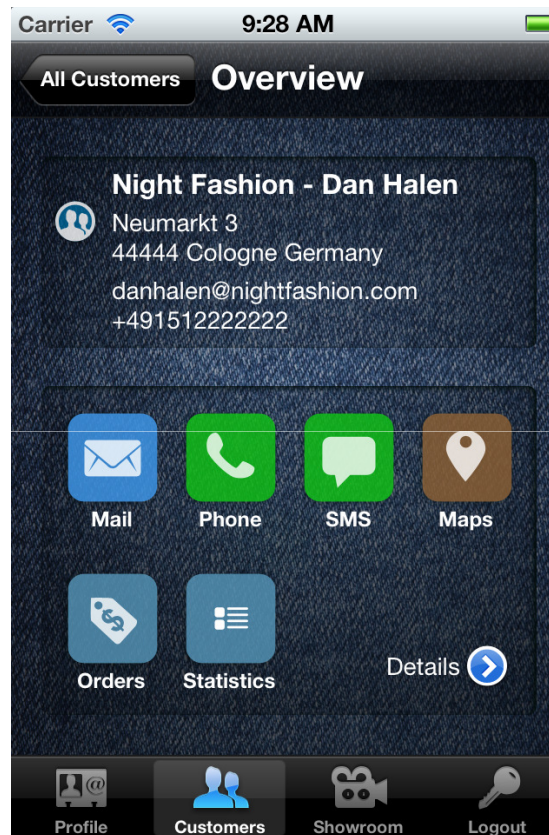 Carrier 9:28 AM
All Customers Overview
Night Fashion - Dan Halen
Neumarkt 3
44444 Cologne Germany
danhalen@nightfashion.com
+491512222222
Mail Phone SMS Maps
Orders Statistics Details
Profile Customers Showroom Logout